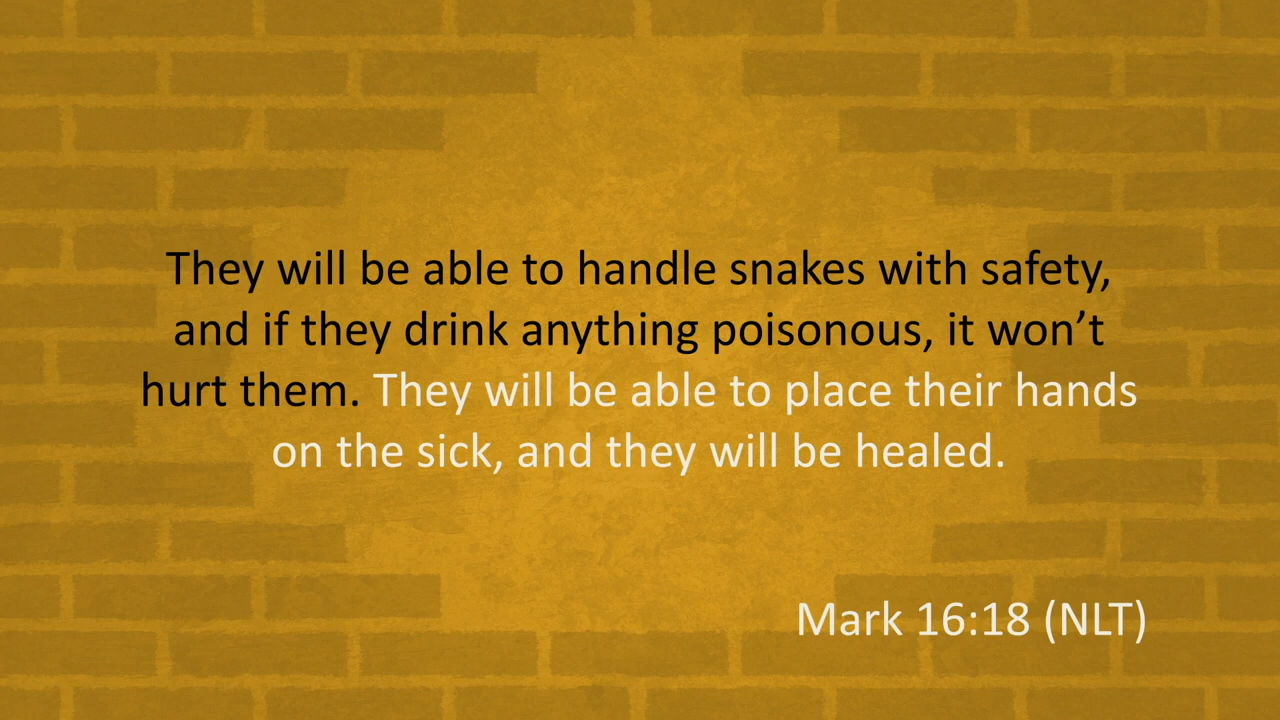 They will be able to handle snakes with safety,
and if they drink anything poisonous, it won’t
hurt them. They will be able to place their hands
on the sick, and they will be healed.
Mark 16:18 (NLT)